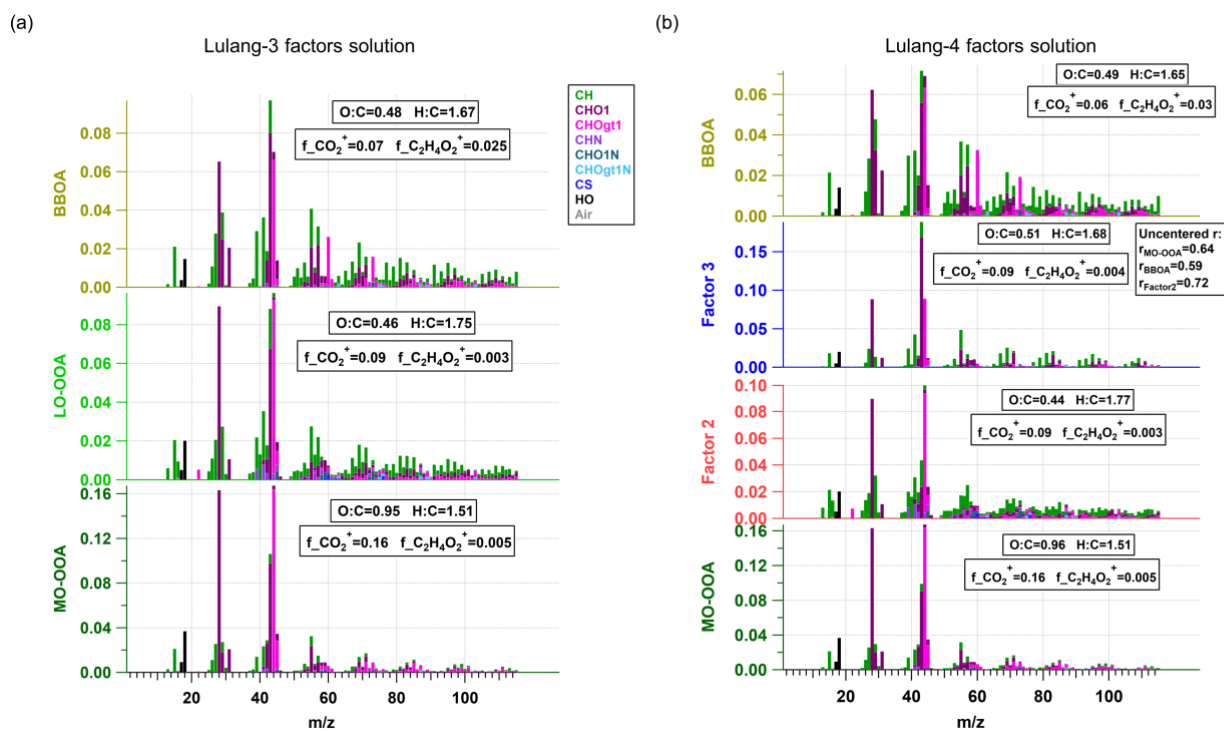 (a)
Lulang-3 factors solution
O:C=0.48 H:C=1.67
f_CO2+=0.07 f_C2H4O2+=0.025
BBOA
0.08
0.06
0.04
0.02
0.00
CH
CHO1
CHOgt1
CHN
CHO1N
CHOgt1N
CS
HO
Air
O:C=0.46 H:C=1.75
f_CO2+=0.09 f_C2H4O2+=0.003
LO-OOA
0.08
0.06
0.04
0.02
0.00
O:C=0.95 H:C=1.51
f_CO2+=0.16 f_C2H4O2+=0.005
MO-OOA
0.16
0.12
0.08
0.04
0.00
20 40 60 80 100
m/z
(b)
Lulang-4 factors solution
O:C=0.49 H:C=1.65
f_CO2+=0.06 f_C2H4O2+=0.03
BBOA
0.06
0.04
0.02
0.00
O:C=0.51 H:C=1.68
f_CO2+=0.09 f_C2H4O2+=0.004
Uncentered r:
rMO-OOA=0.64
rBBOA=0.59
rFactor2=0.72
Factor 3
0.15
0.10
0.05
0.00
O:C=0.44 H:C=1.77
f_CO2+=0.09 f_C2H4O2+=0.003
Factor 2
0.10
0.08
0.06
0.04
0.02
0.00
O:C=0.96 H:C=1.51
f_CO2+=0.16 f_C2H4O2+=0.005
MO-OOA
0.16
0.12
0.08
0.04
0.00
20 40 60 80 100
m/z